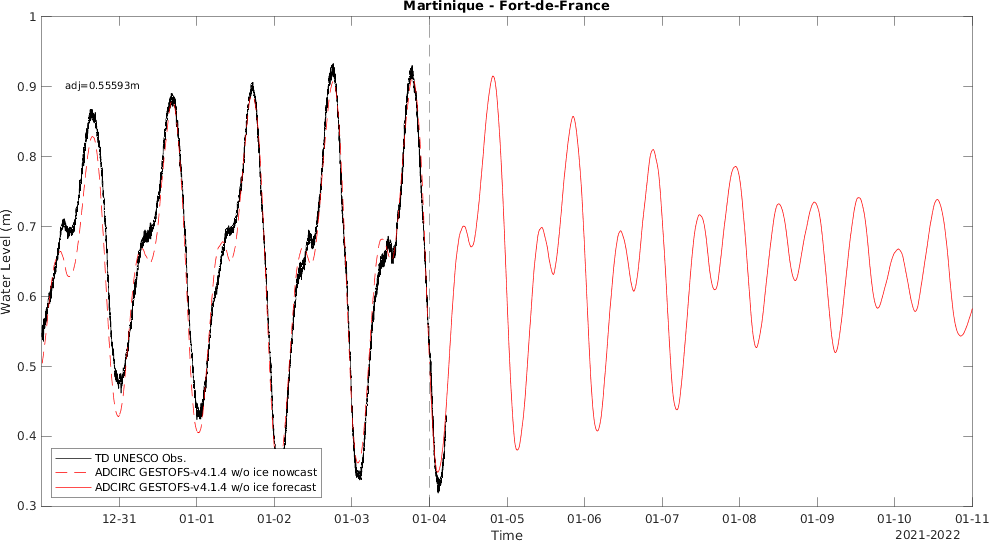 Martinique - Fort-de-France
1
0.9
0.8
0.7
0.6
0.5
0.4
0.3
Water Level (m)
adj=0.55593m
TD UNESCO Obs.
ADCIRC GESTOFS-v4.1.4 w/o ice nowcast
ADCIRC GESTOFS-v4.1.4 w/o ice forecast
12-31 01-01 01-02 01-03 01-04 01-05 01-06 01-07 01-08 01-09 01-10 01-11
Time
2021-2022